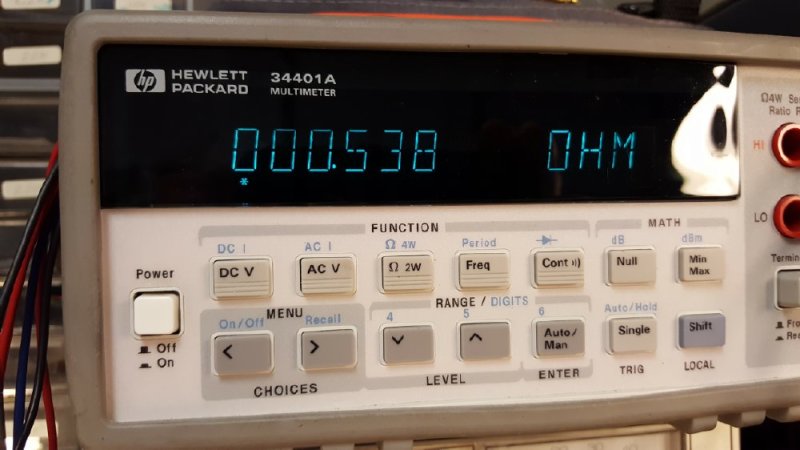 hp HEWLETT PACKARD 34401A MULTIMETER
000.538 OHM
*
Ω4W
Ratio
HI
LO
FUNCTION MATH
DC I AC I Ω 4W Period dB dBm
DC V AC V Ω 2W Freq Cont Null Min Max
Power
Off
On
MENU RANGE / DIGITS
On/Off Recall 4 5 6 Auto/Hold
< > ∨ ∧ Auto/ Man Single Shift
CHOICES LEVEL ENTER TRIG LOCAL